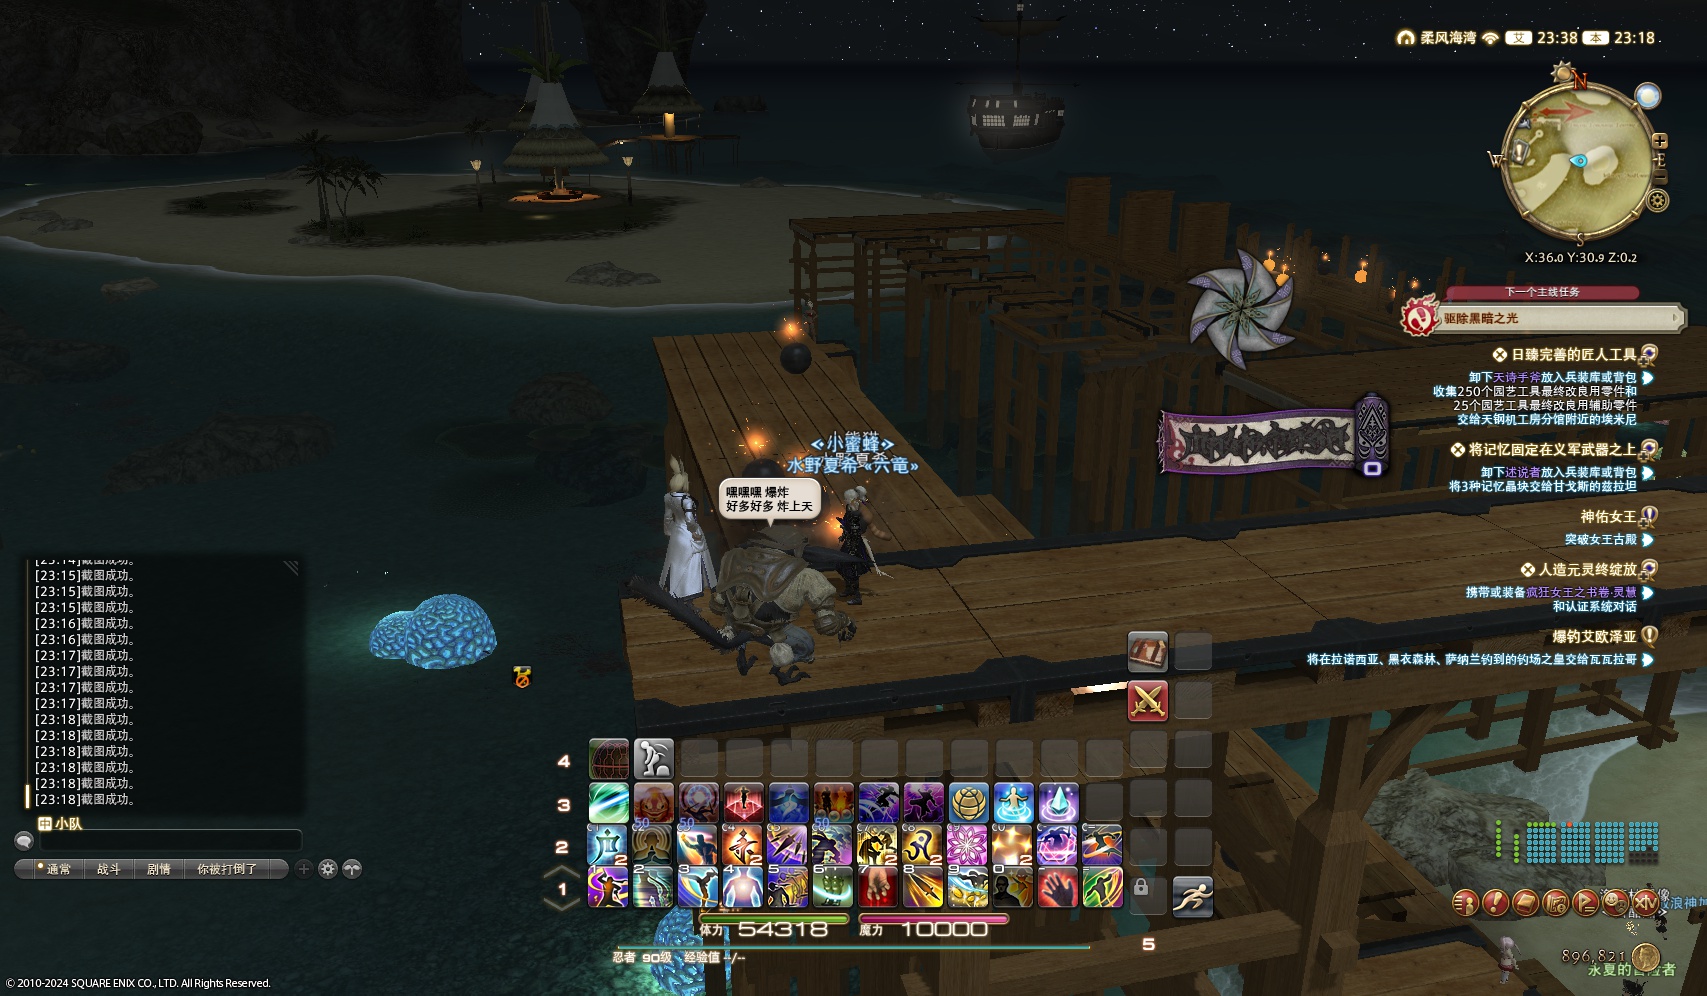 柔风海湾 艾 23:38 本 23:18
N
W
E
S
X:36.0 Y:30.9 Z:0.2
下一个主线任务
驱除黑暗之光
日臻完善的匠人工具
卸下天诗手斧放入兵装库或背包
收集250个园艺工具最终改良用零件和
25个园艺工具最终改良用辅助零件
交给天钢机工房分馆附近的埃米尼
将记忆固定在义军武器之上
卸下述说者放入兵装库或背包
将3种记忆晶块交给甘戈斯的兹拉坦
神佑女王
突破女王古殿
人造元灵终绽放
携带或装备疯狂女王之书卷·灵慧
和认证系统对话
爆钓艾欧泽亚
将在拉诺西亚、黑衣森林、萨纳兰钓到的钓场之皇交给瓦瓦拉哥
小蜜蜂
水野夏希«六竜»
嘿嘿嘿 爆炸
好多好多 炸上天
[23:14]截图成功。
[23:15]截图成功。
[23:15]截图成功。
[23:15]截图成功。
[23:16]截图成功。
[23:16]截图成功。
[23:17]截图成功。
[23:17]截图成功。
[23:17]截图成功。
[23:17]截图成功。
[23:18]截图成功。
[23:18]截图成功。
[23:18]截图成功。
[23:18]截图成功。
[23:18]截图成功。
[23:18]截图成功。
中 小队
通常 战斗 剧情 你被打倒了
4
3
2
1
体力 54318 魔力 10000
5
忍者 90级 经验值 -/--
896,821
© 2010-2024 SQUARE ENIX CO., LTD. All Rights Reserved.